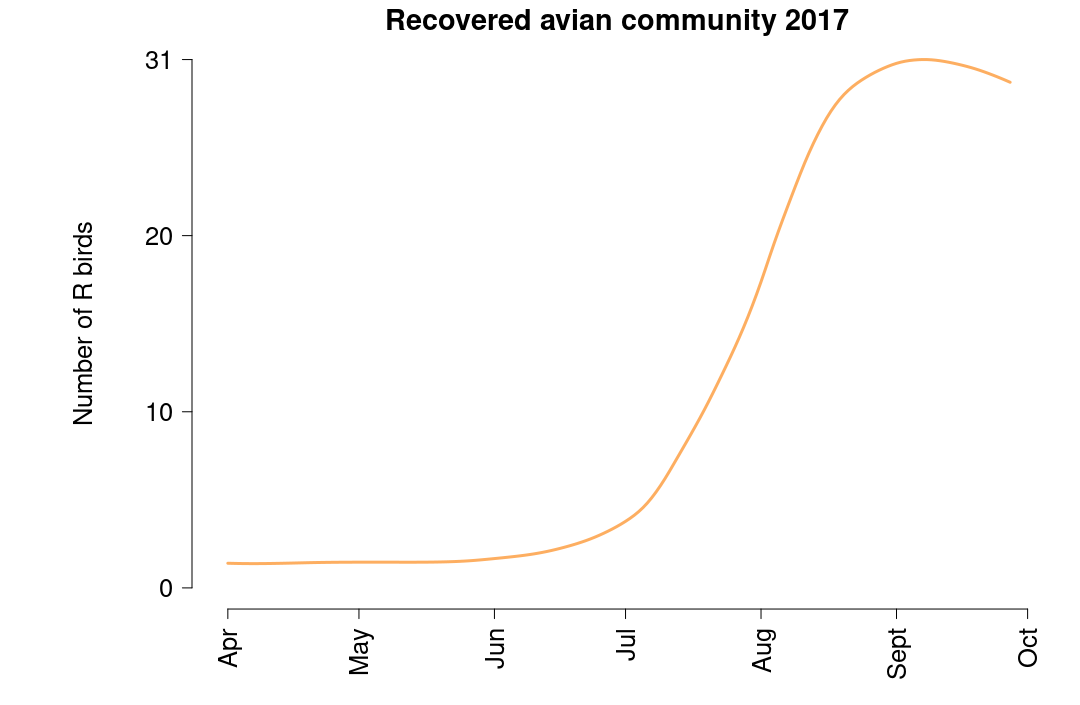 Recovered avian community 2017
Number of R birds
31
20
10
0
Apr
May
Jun
Jul
Aug
Sept
Oct